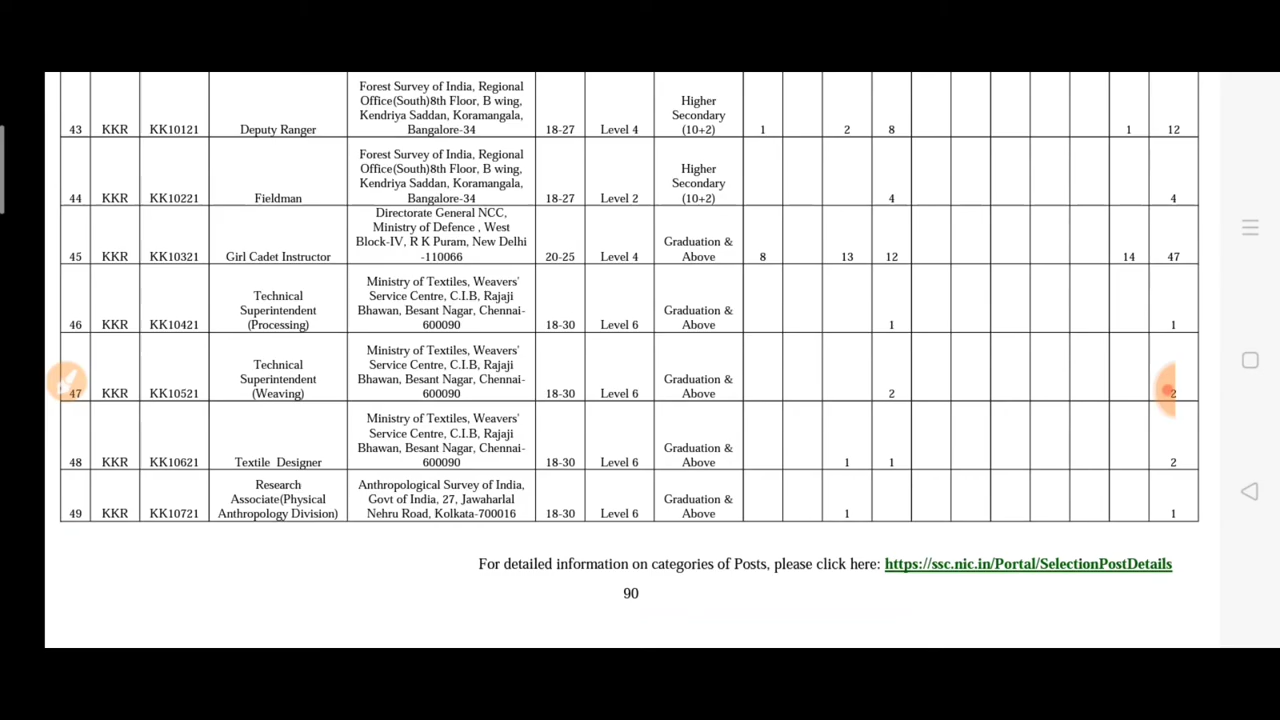 Forest Survey of India, Regional
Office(South)8th Floor, B wing,
Kendriya Saddan, Koramangala,
Bangalore-34
Higher
Secondary
(10+2)
43 KKR KK10121 Deputy Ranger 18-27 Level 4 1 2 8 1 12
Forest Survey of India, Regional
Office(South)8th Floor, B wing,
Kendriya Saddan, Koramangala,
Bangalore-34
Higher
Secondary
(10+2)
44 KKR KK10221 Fieldman 18-27 Level 2 4 4
Directorate General NCC,
Ministry of Defence , West
Block-IV, R K Puram, New Delhi
-110066
Graduation &
Above
45 KKR KK10321 Girl Cadet Instructor 20-25 Level 4 8 13 12 14 47
Technical
Superintendent
(Processing)
Ministry of Textiles, Weavers'
Service Centre, C.I.B, Rajaji
Bhawan, Besant Nagar, Chennai-
600090
Graduation &
Above
46 KKR KK10421 18-30 Level 6 1 1
Technical
Superintendent
(Weaving)
Ministry of Textiles, Weavers'
Service Centre, C.I.B, Rajaji
Bhawan, Besant Nagar, Chennai-
600090
Graduation &
Above
47 KKR KK10521 18-30 Level 6 2 2
Ministry of Textiles, Weavers'
Service Centre, C.I.B, Rajaji
Bhawan, Besant Nagar, Chennai-
600090
Graduation &
Above
48 KKR KK10621 Textile Designer 18-30 Level 6 1 1 2
Research
Associate(Physical
Anthropology Division)
Anthropological Survey of India,
Govt of India, 27, Jawaharlal
Nehru Road, Kolkata-700016
Graduation &
Above
49 KKR KK10721 18-30 Level 6 1 1
For detailed information on categories of Posts, please click here: https://ssc.nic.in/Portal/SelectionPostDetails
90